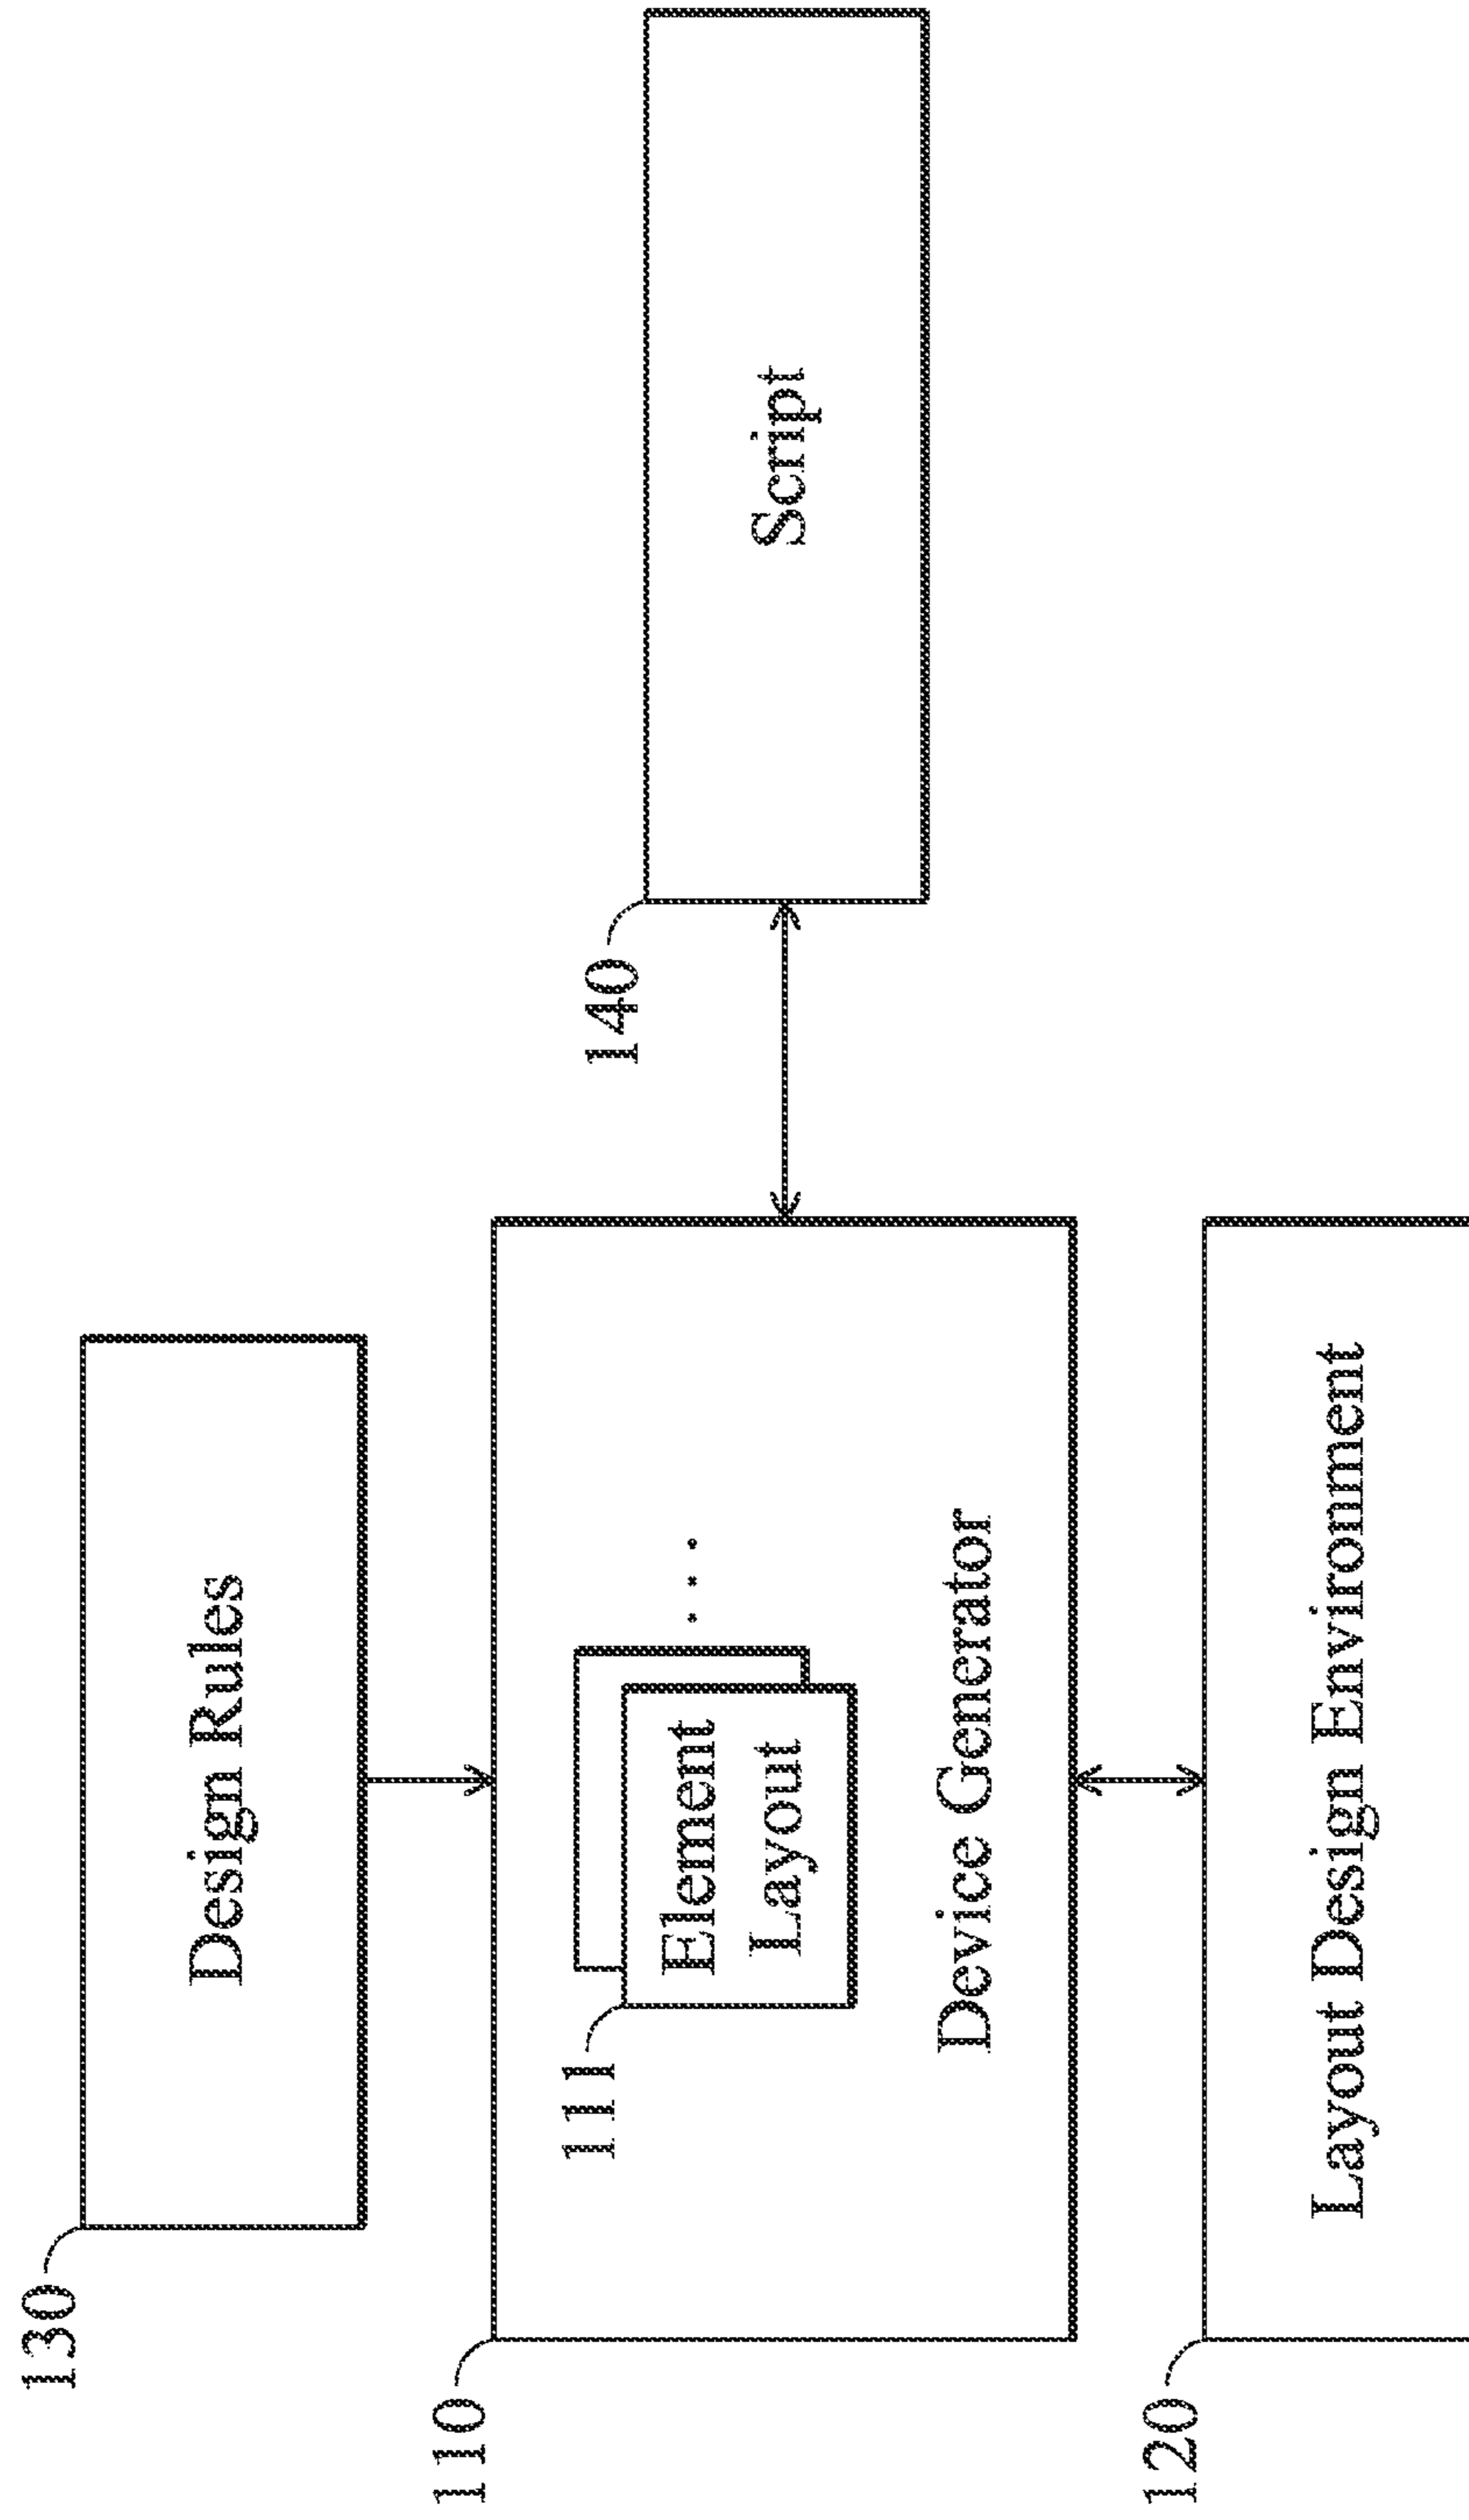 130
Design Rules
110
111
Element
Layout
. . .
Device Generator
140
Script
120
Layout Design Environment